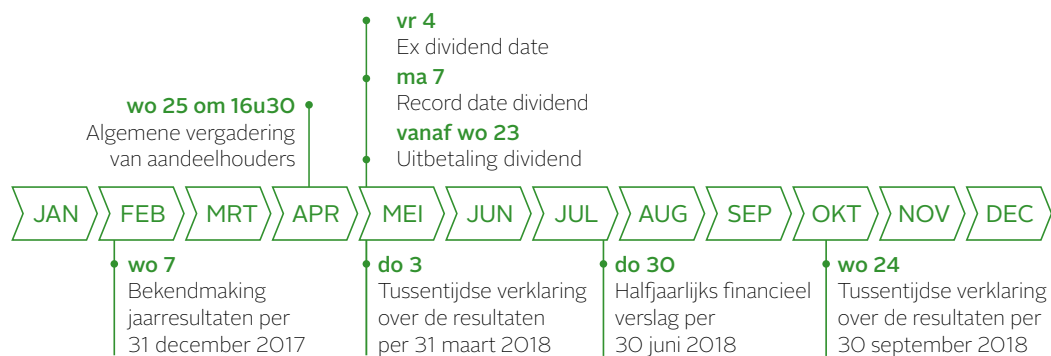 vr 4
Ex dividend date
ma 7
Record date dividend
wo 25 om 16u30
Algemene vergadering
van aandeelhouders
vanaf wo 23
Uitbetaling dividend
JAN
FEB
MRT
APR
MEI
JUN
JUL
AUG
SEP
OKT
NOV
DEC
wo 7
Bekendmaking
jaarresultaten per
31 december 2017
do 3
Tussentijdse verklaring
over de resultaten
per 31 maart 2018
do 30
Halfjaarlijks financieel
verslag per
30 juni 2018
wo 24
Tussentijdse verklaring
over de resultaten per
30 september 2018